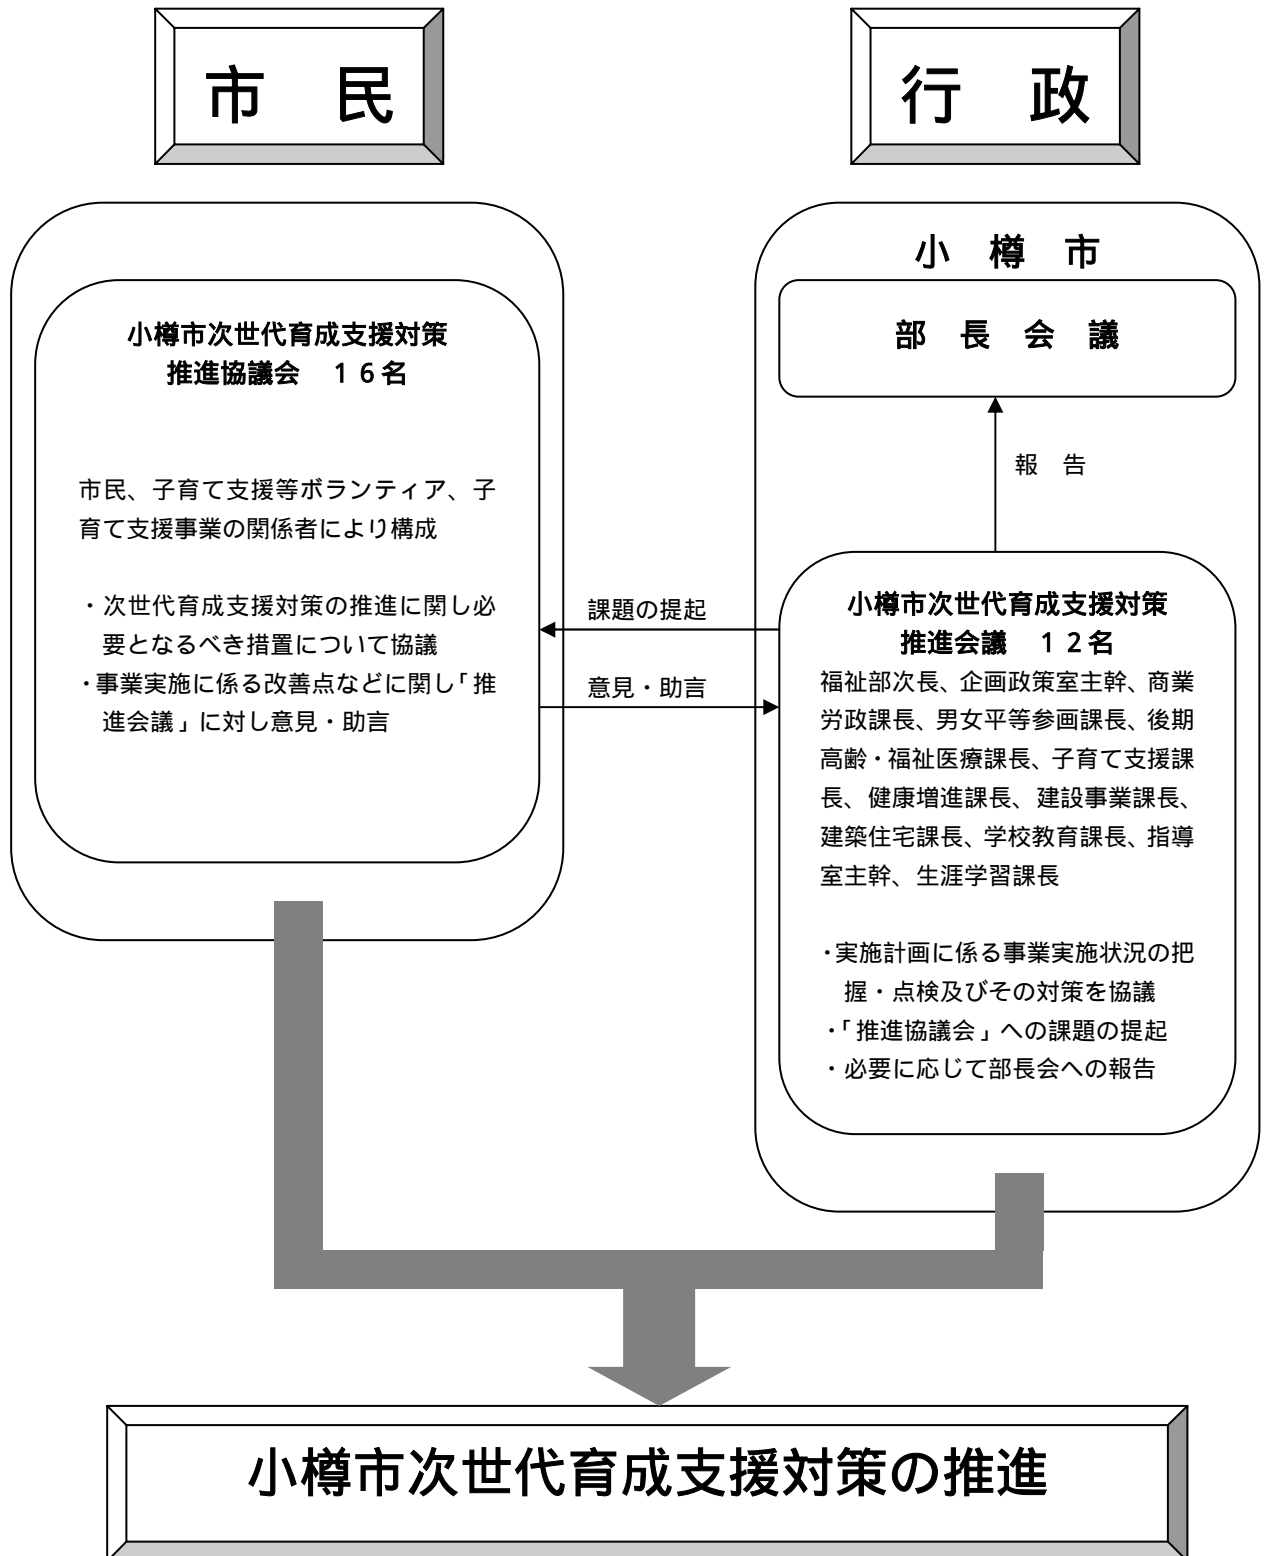 市　民
行　政
小樽市次世代育成支援対策
推進協議会　１６名
市民、子育て支援等ボランティア、子
育て支援事業の関係者により構成
・次世代育成支援対策の推進に関し必
要となるべき措置について協議
・事業実施に係る改善点などに関し「推
進会議」に対し意見・助言
課題の提起
意見・助言
小　樽　市
部　長　会　議
報　告
小樽市次世代育成支援対策
推進会議　１２名
福祉部次長、企画政策室主幹、商業
労政課長、男女平等参画課長、後期
高齢・福祉医療課長、子育て支援課
長、健康増進課長、建設事業課長、
建築住宅課長、学校教育課長、指導
室主幹、生涯学習課長
・実施計画に係る事業実施状況の把
握・点検及びその対策を協議
・「推進協議会」への課題の提起
・必要に応じて部長会への報告
小樽市次世代育成支援対策の推進